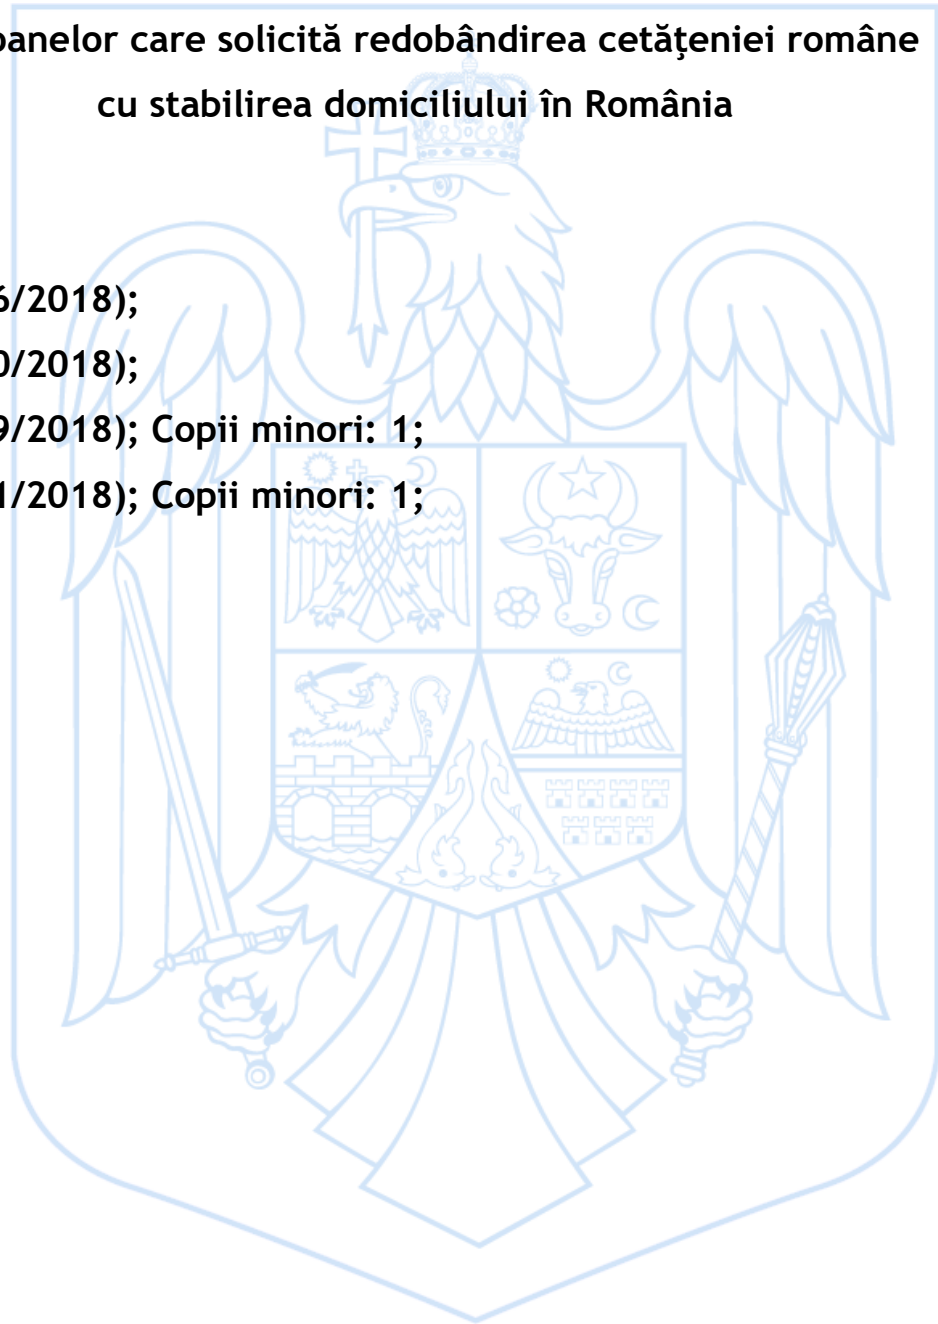 panelor care solicită redobândirea cetățeniei române
cu stabilirea domiciliului în România
6/2018);
0/2018);
9/2018); Copii minori: 1;
1/2018); Copii minori: 1;